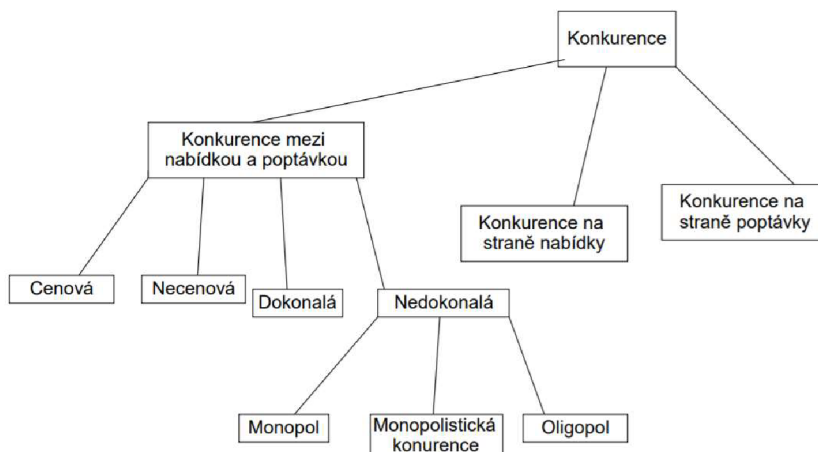 Konkurence
Konkurence mezi
nabídkou a poptávkou
Konkurence na
straně nabídky
Konkurence na
straně poptávky
Cenová
Necenová
Dokonalá
Nedokonalá
Monopol
Monopolistická
konurence
Oligopol